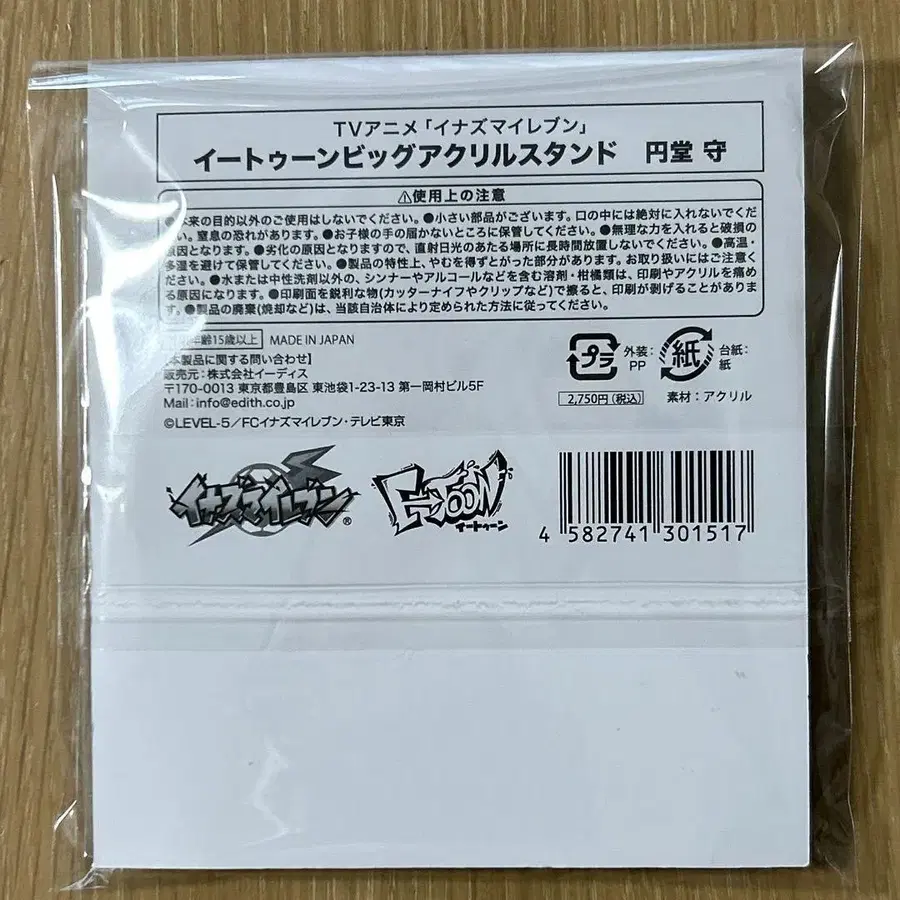 TVアニメ「イナズマイレブン」
イートゥーンビッグアクリルスタンド 円堂 守
⚠使用上の注意
●本来の目的以外のご使用はしないでください。●小さい部品がございます。口の中には絶対に入れないでくだ
さい。窒息の恐れがあります。●お子様の手の届かないところに保管してください。●無理な力を入れると破損の
原因となります。●劣化の原因となりますので、直射日光のあたる場所に長時間放置しないでください。●高温・
多湿を避けて保管してください。●製品の特性上、やむを得ずとがった部分があります。お取り扱いにはご注意く
ださい。●水または中性洗剤以外の、シンナーやアルコールなどを含む溶剤・柑橘類は、印刷やアクリルを痛め
る原因になります。●印刷面を鋭利な物(カッターナイフやクリップなど)で擦ると、印刷が剥げることがありま
す。●製品の廃棄(焼却など)は、当該自治体により定められた方法に従ってください。
年齢15歳以上 MADE IN JAPAN
【本製品に関する問い合わせ】
販売元:株式会社イーディス
〒170-0013 東京都豊島区 東池袋1-23-13 第一岡村ビル5F
Mail:info@edith.co.jp
©LEVEL-5/FCイナズマイレブン・テレビ東京
プラ 外装: PP
紙 台紙: 紙
2,750円(税込) 素材:アクリル
イナズマイレブン®
E-TOON
イートゥーン
4 582741 301517